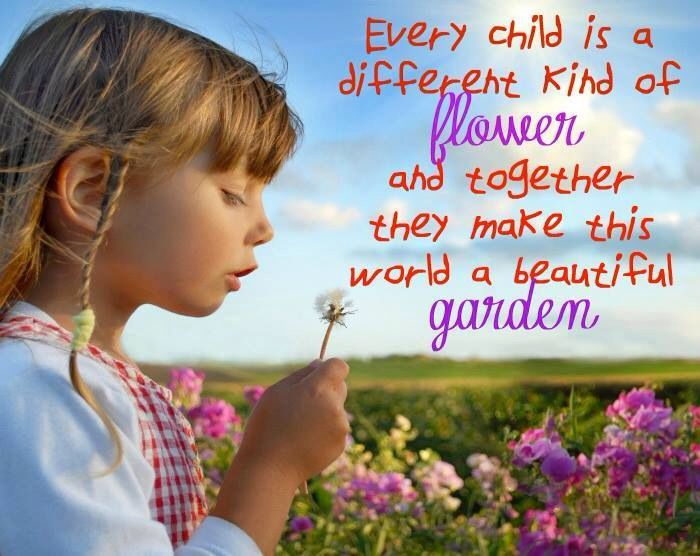 Every child is a
different kind of
flower
and together
they make this
world a beautiful
garden